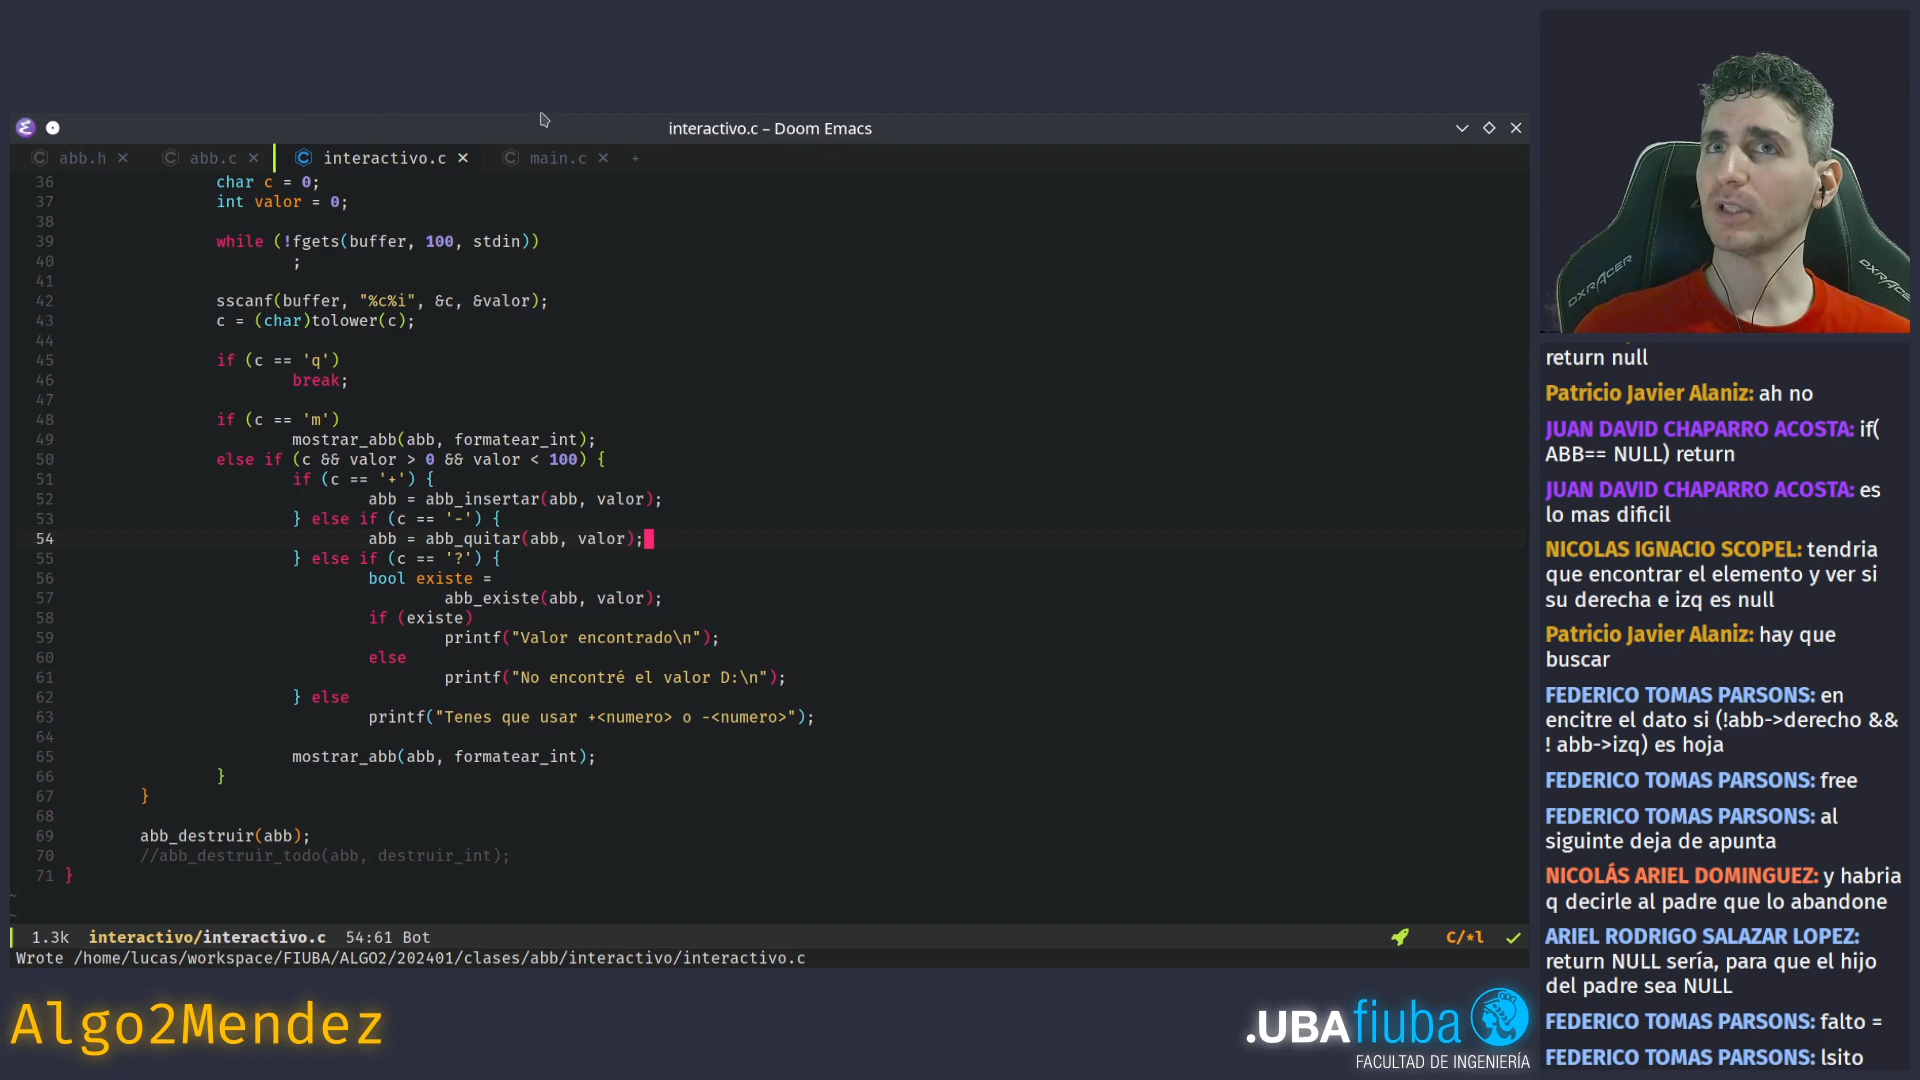 interactivo.c – Doom Emacs
abb.h
abb.c
interactivo.c
main.c
+
36 char c = 0;
37 int valor = 0;
38
39 while (!fgets(buffer, 100, stdin))
40 ;
41
42 sscanf(buffer, "%c%i", &c, &valor);
43 c = (char)tolower(c);
44
45 if (c == 'q')
46 break;
47
48 if (c == 'm')
49 mostrar_abb(abb, formatear_int);
50 else if (c && valor > 0 && valor < 100) {
51 if (c == '+') {
52 abb = abb_insertar(abb, valor);
53 } else if (c == '-') {
54 abb = abb_quitar(abb, valor);
55 } else if (c == '?') {
56 bool existe =
57 abb_existe(abb, valor);
58 if (existe)
59 printf("Valor encontrado\n");
60 else
61 printf("No encontré el valor D:\n");
62 } else
63 printf("Tenes que usar +<numero> o -<numero>");
64
65 mostrar_abb(abb, formatear_int);
66 }
67 }
68
69 abb_destruir(abb);
70 //abb_destruir_todo(abb, destruir_int);
71 }
~
~
1.3k interactivo/interactivo.c 54:61 Bot C/*l
Wrote /home/lucas/workspace/FIUBA/ALGO2/202401/clases/abb/interactivo/interactivo.c
Algo2Mendez
.UBAfiuba
FACULTAD DE INGENIERÍA
DXRACER
DXRACER
return null
Patricio Javier Alaniz: ah no
JUAN DAVID CHAPARRO ACOSTA: if(
ABB== NULL) return
JUAN DAVID CHAPARRO ACOSTA: es
lo mas dificil
NICOLAS IGNACIO SCOPEL: tendria
que encontrar el elemento y ver si
su derecha e izq es null
Patricio Javier Alaniz: hay que
buscar
FEDERICO TOMAS PARSONS: en
encitre el dato si (!abb->derecho &&
! abb->izq) es hoja
FEDERICO TOMAS PARSONS: free
FEDERICO TOMAS PARSONS: al
siguinte deja de apunta
NICOLÁS ARIEL DOMINGUEZ: y habria
q decirle al padre que lo abandone
ARIEL RODRIGO SALAZAR LOPEZ:
return NULL sería, para que el hijo
del padre sea NULL
FEDERICO TOMAS PARSONS: falto =
FEDERICO TOMAS PARSONS: lsito